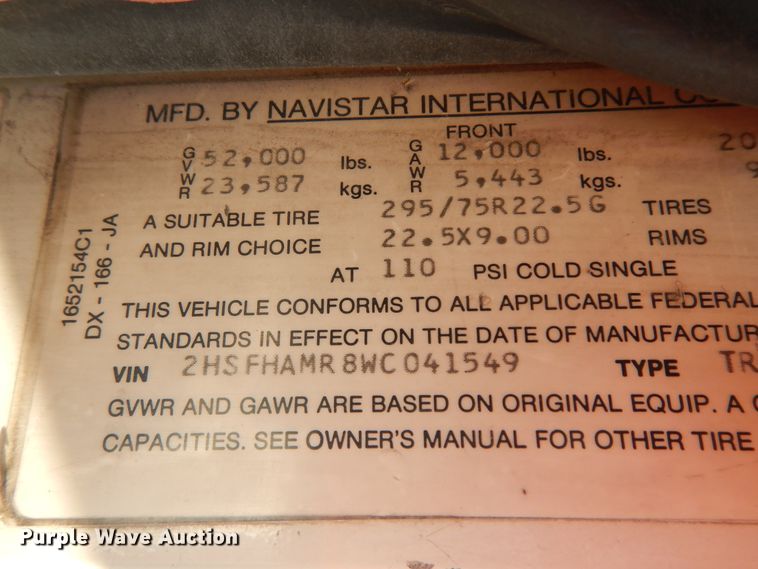 MFD. BY NAVISTAR INTERNATIONAL
FRONT
GVWR 52,000 lbs. GAWR 12,000 lbs. 20
23,587 kgs. 5,443 kgs. 9
A SUITABLE TIRE 295/75R22.5G TIRES
AND RIM CHOICE 22.5X9.00 RIMS
AT 110 PSI COLD SINGLE
THIS VEHICLE CONFORMS TO ALL APPLICABLE FEDERAL
STANDARDS IN EFFECT ON THE DATE OF MANUFACTUR
VIN 2HSFHAMR8WC041549 TYPE TR
GVWR AND GAWR ARE BASED ON ORIGINAL EQUIP. A
CAPACITIES. SEE OWNER'S MANUAL FOR OTHER TIRE
1652154C1
DX - 166 - JA
Purple Wave Auction